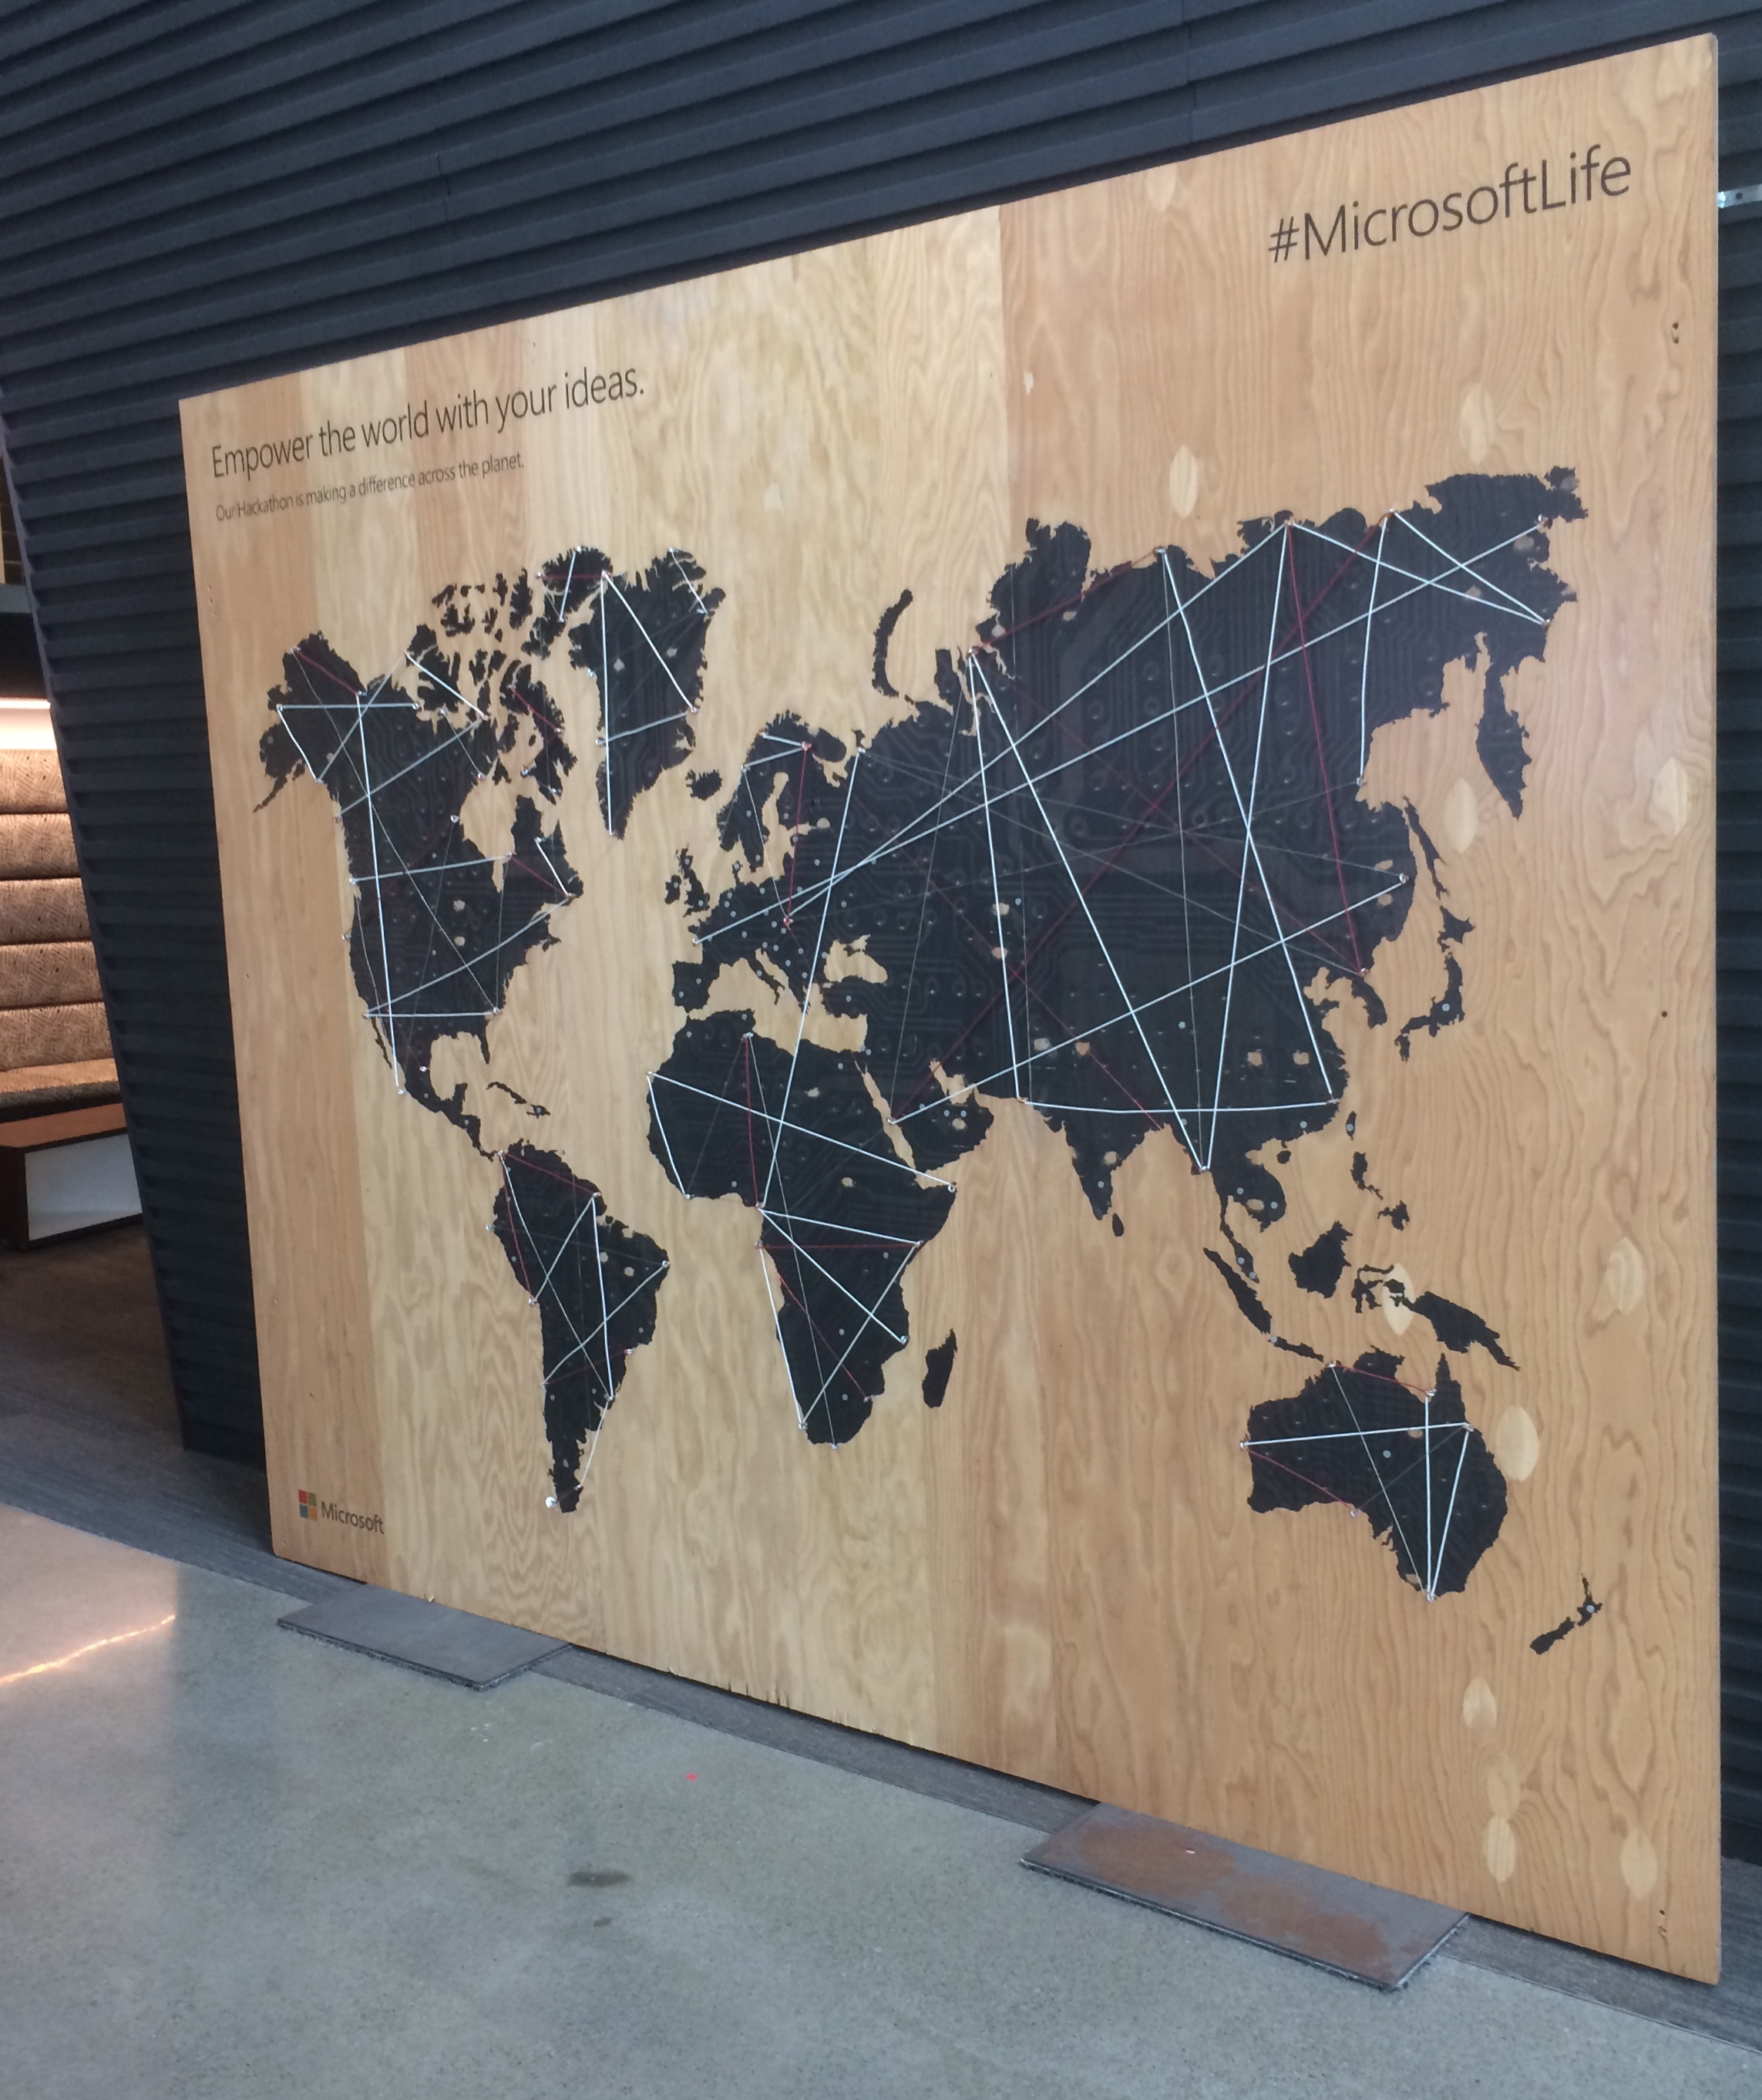 #MicrosoftLife
Empower the world with your ideas.
Our Hackathon is making a difference across the planet.
Microsoft